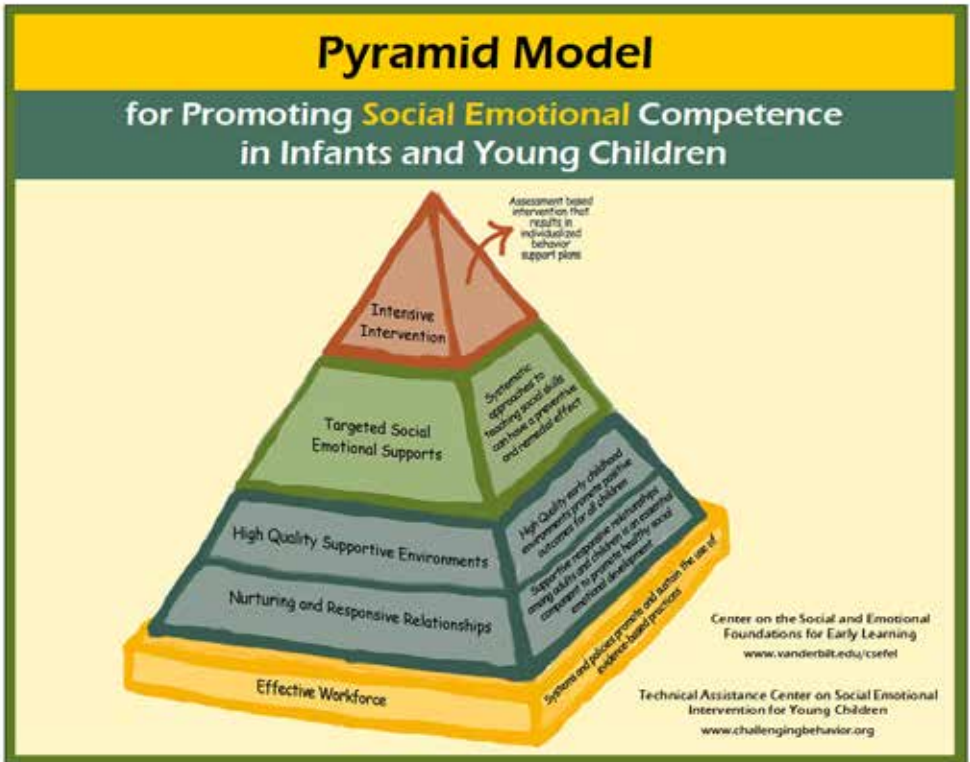 Pyramid Model
for Promoting Social Emotional Competence
in Infants and Young Children
Assessment based
intervention that
results in
individualized
behavior
support plans
Intensive
Intervention
Systematic
approaches to
teaching social skills
can have a preventive
and remedial effect
Targeted Social
Emotional Supports
High Quality early childhood
environments promote positive
outcomes for all children
High Quality Supportive Environments
Supportive responsive relationships
among adults and children is an essential
component to promote healthy social
emotional development
Nurturing and Responsive Relationships
Systems and policies promote and sustain the use of
evidence-based practices
Effective Workforce
Center on the Social and Emotional
Foundations for Early Learning
www.vanderbilt.edu/csefel
Technical Assistance Center on Social Emotional
Intervention for Young Children
www.challengingbehavior.org